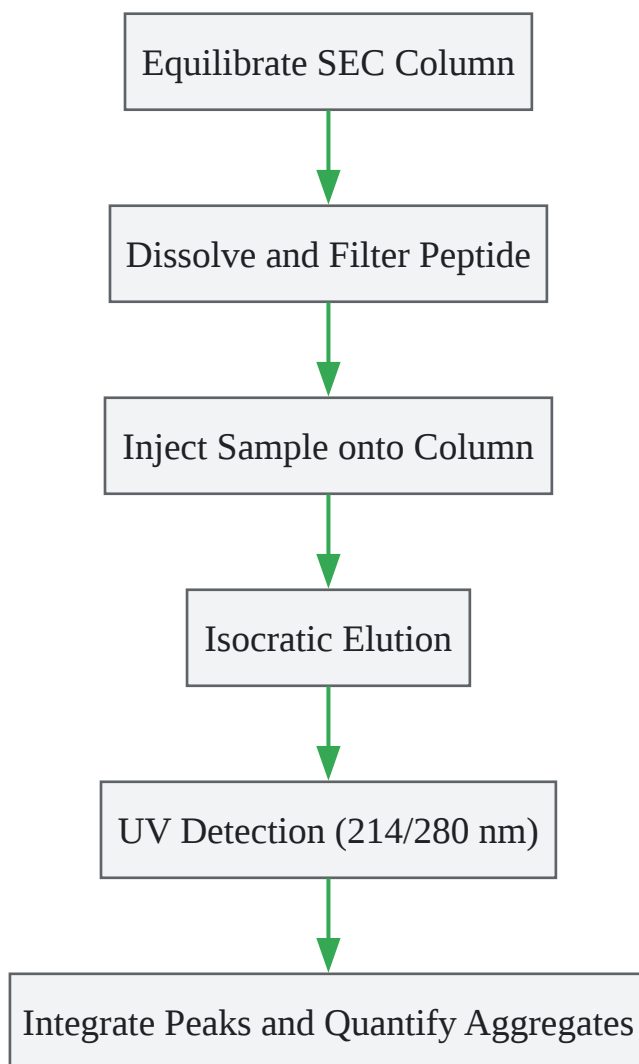 Equilibrate SEC Column
Dissolve and Filter Peptide
Inject Sample onto Column
Isocratic Elution
UV Detection (214/280 nm)
Integrate Peaks and Quantify Aggregates